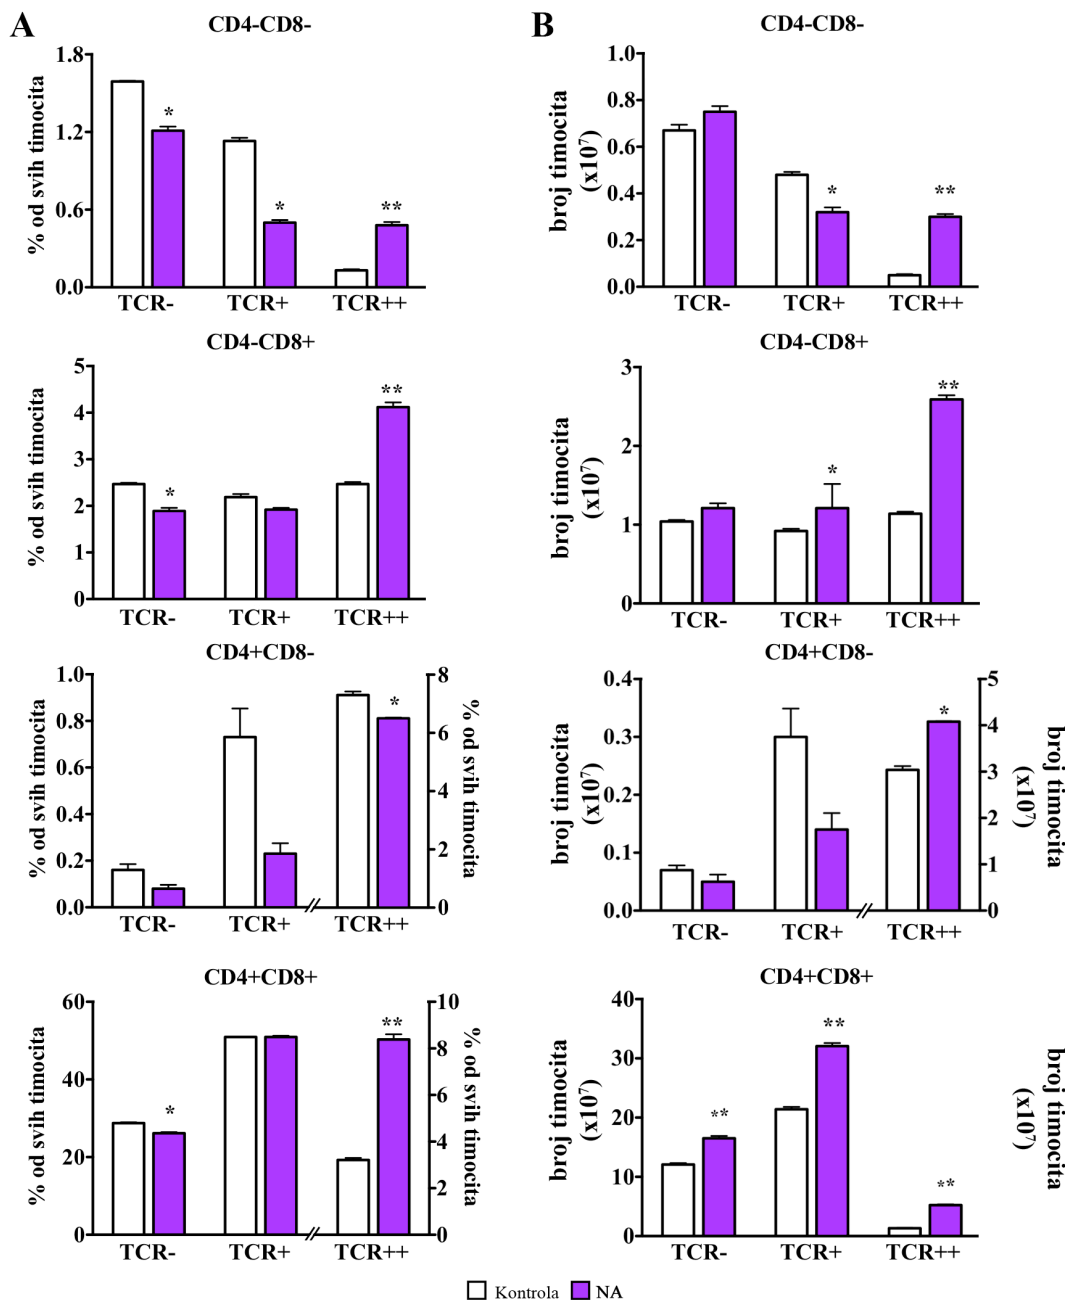 A
B
CD4-CD8-
% od svih timocita
1.8
1.2
0.6
0.0
*
*
**
TCR- TCR+ TCR++
CD4-CD8-
broj timocita
(x10⁷)
1.0
0.8
0.6
0.4
0.2
0.0
*
**
TCR- TCR+ TCR++
CD4-CD8+
% od svih timocita
5
4
3
2
1
0
*
**
TCR- TCR+ TCR++
CD4-CD8+
broj timocita
(x10⁷)
3
2
1
0
*
**
TCR- TCR+ TCR++
CD4+CD8-
% od svih timocita
1.0
0.8
0.6
0.4
0.2
0.0
*
8
6
4
2
0
% od svih timocita
TCR- TCR+ TCR++
CD4+CD8-
broj timocita
(x10⁷)
0.4
0.3
0.2
0.1
0.0
*
5
4
3
2
1
0
broj timocita
(x10⁷)
TCR- TCR+ TCR++
CD4+CD8+
% od svih timocita
60
40
20
0
*
**
10
8
6
4
2
0
% od svih timocita
TCR- TCR+ TCR++
CD4+CD8+
broj timocita
(x10⁷)
40
30
20
10
0
**
**
**
broj timocita
(x10⁷)
TCR- TCR+ TCR++
Kontrola NA